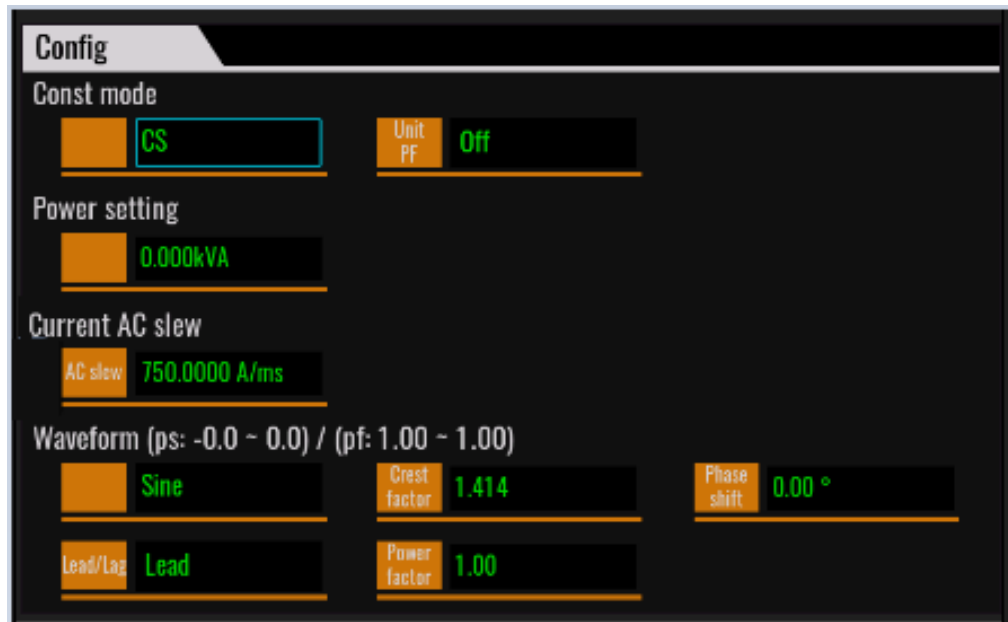 Config
Const mode
CS
Unit PF
Off
Power setting
0.000kVA
Current AC slew
AC slew
750.0000 A/ms
Waveform (ps: -0.0 ~ 0.0) / (pf: 1.00 ~ 1.00)
Sine
Crest factor
1.414
Phase shift
0.00 °
Lead/Lag
Lead
Power factor
1.00